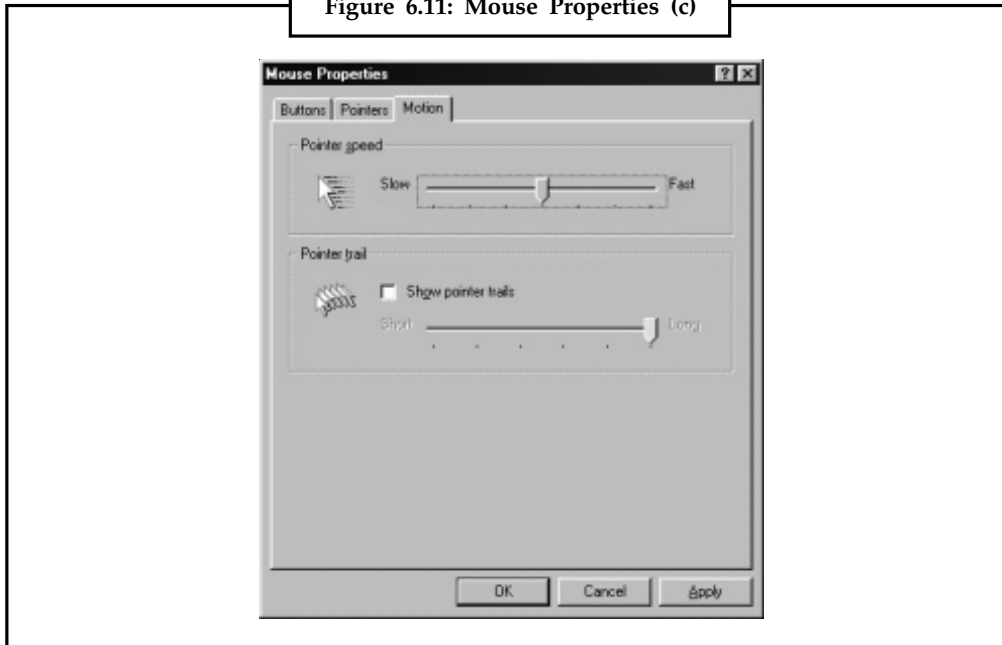 Figure 6.11: Mouse Properties (c)
Mouse Properties
Buttons Pointers Motion
Pointer speed
Slow Fast
Pointer trail
Show pointer trails
Short Long
OK Cancel Apply